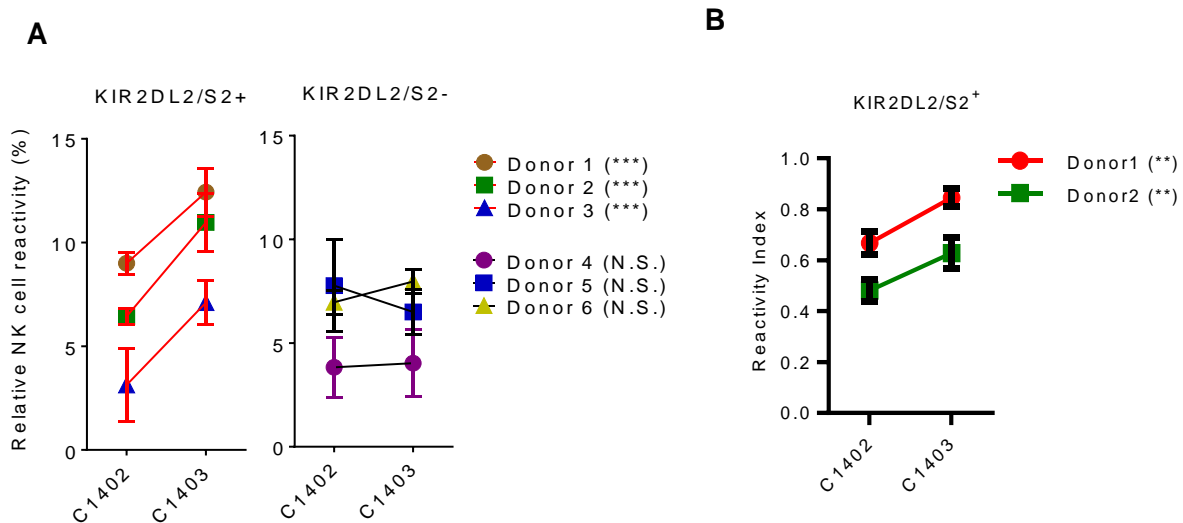 A
KIR2DL2/S2+
KIR2DL2/S2-
Relative NK cell reactivity (%)
15
10
5
0
C1402
C1403
15
10
5
0
C1402
C1403
Donor 1 (***)
Donor 2 (***)
Donor 3 (***)
Donor 4 (N.S.)
Donor 5 (N.S.)
Donor 6 (N.S.)
B
KIR2DL2/S2+
Reactivity Index
1.0
0.8
0.6
0.4
0.2
0.0
C1402
C1403
Donor1 (**)
Donor2 (**)